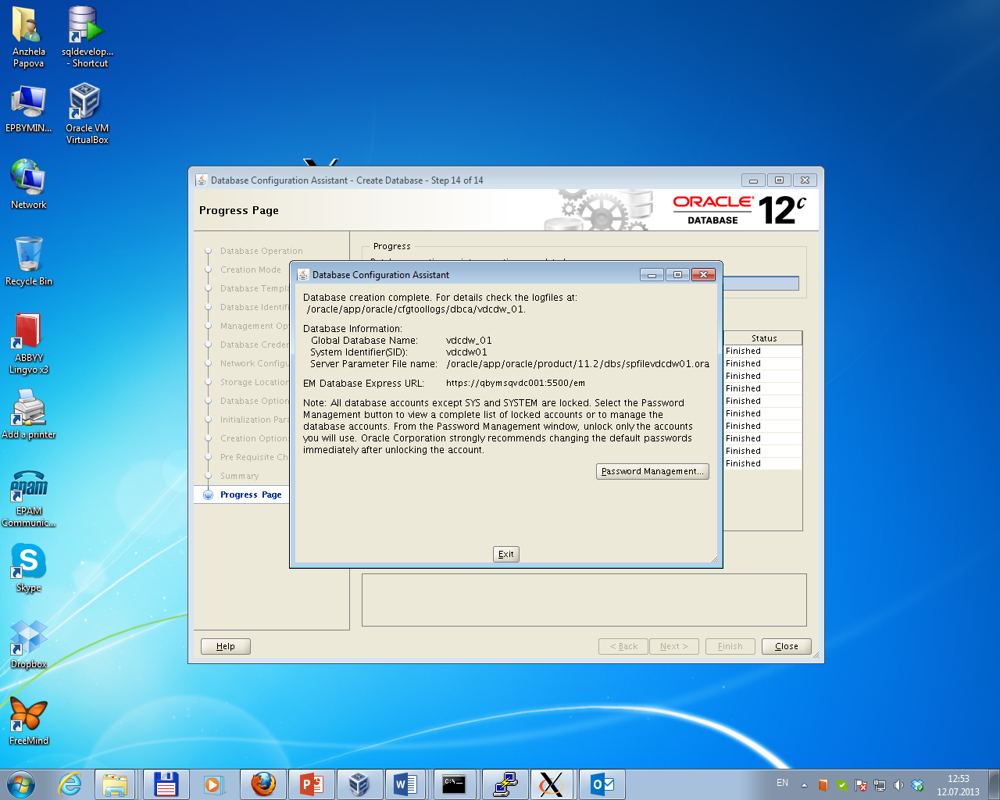 Anzhela
Papova
sqldevelop...
- Shortcut
EPBYMIN...
Oracle VM
VirtualBox
Network
Recycle Bin
ABBYY
Lingvo x3
Add a printer
EPAM
Communic...
Skype
Dropbox
FreeMind
Database Configuration Assistant - Create Database - Step 14 of 14
Progress Page
ORACLE
DATABASE
12c
Database Operation
Creation Mode
Database Templa
Database Identifi
Management Op
Database Creden
Network Configu
Storage Location
Database Option
Initialization Para
Creation Options
Pre Requisite Ch
Summary
Progress Page
Progress
Status
Finished
Finished
Finished
Finished
Finished
Finished
Finished
Finished
Finished
Finished
Database Configuration Assistant
Database creation complete. For details check the logfiles at:
/oracle/app/oracle/cfgtoollogs/dbca/vdcdw_01.
Database Information:
Global Database Name: vdcdw_01
System Identifier(SID): vdcdw01
Server Parameter File name: /oracle/app/oracle/product/11.2/dbs/spfilevdcdw01.ora
EM Database Express URL: https://qbymsqvdc001:5500/em
Note: All database accounts except SYS and SYSTEM are locked. Select the Password
Management button to view a complete list of locked accounts or to manage the
database accounts. From the Password Management window, unlock only the accounts
you will use. Oracle Corporation strongly recommends changing the default passwords
immediately after unlocking the account.
Password Management...
Exit
Help
< Back
Next >
Finish
Close
EN
12:53
12.07.2013